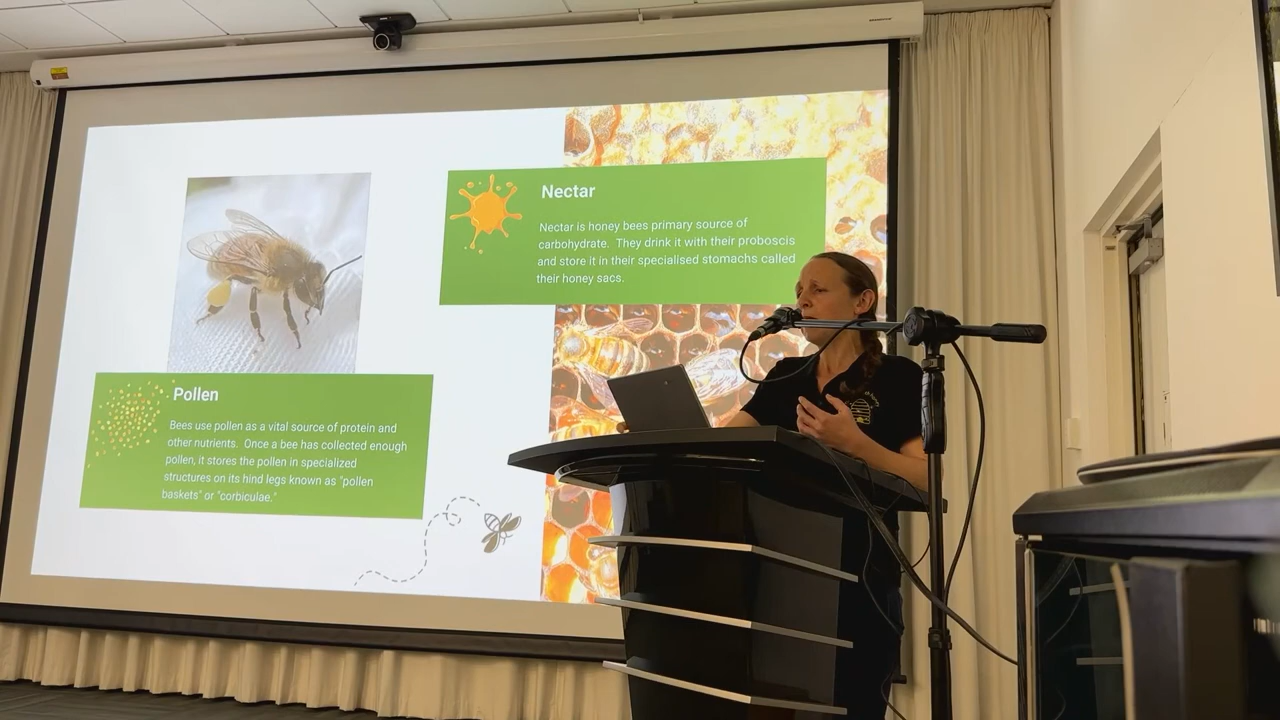 Nectar
Nectar is honey bees primary source of
carbohydrate. They drink it with their proboscis
and store it in their specialised stomachs called
their honey sacs.
Pollen
Bees use pollen as a vital source of protein and
other nutrients. Once a bee has collected enough
pollen, it stores the pollen in specialized
structures on its hind legs known as "pollen
baskets" or "corbiculae."